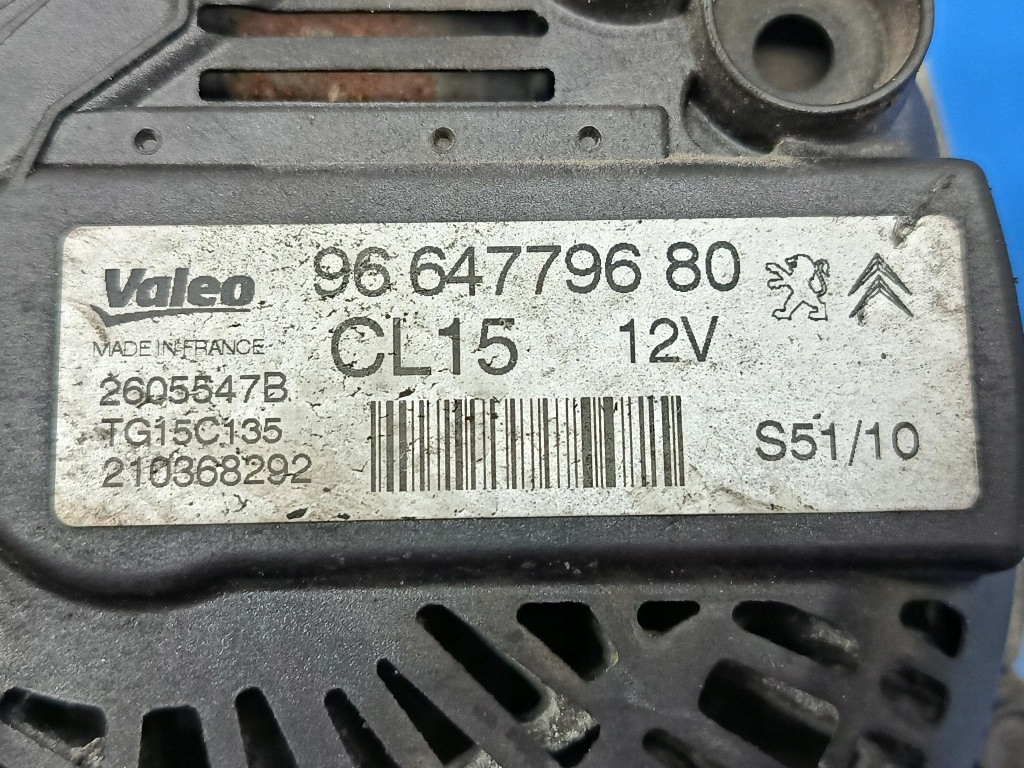 Valeo
96 647796 80
MADE IN FRANCE
CL15
12V
2605547B
TG15C135
210368292
S51/10